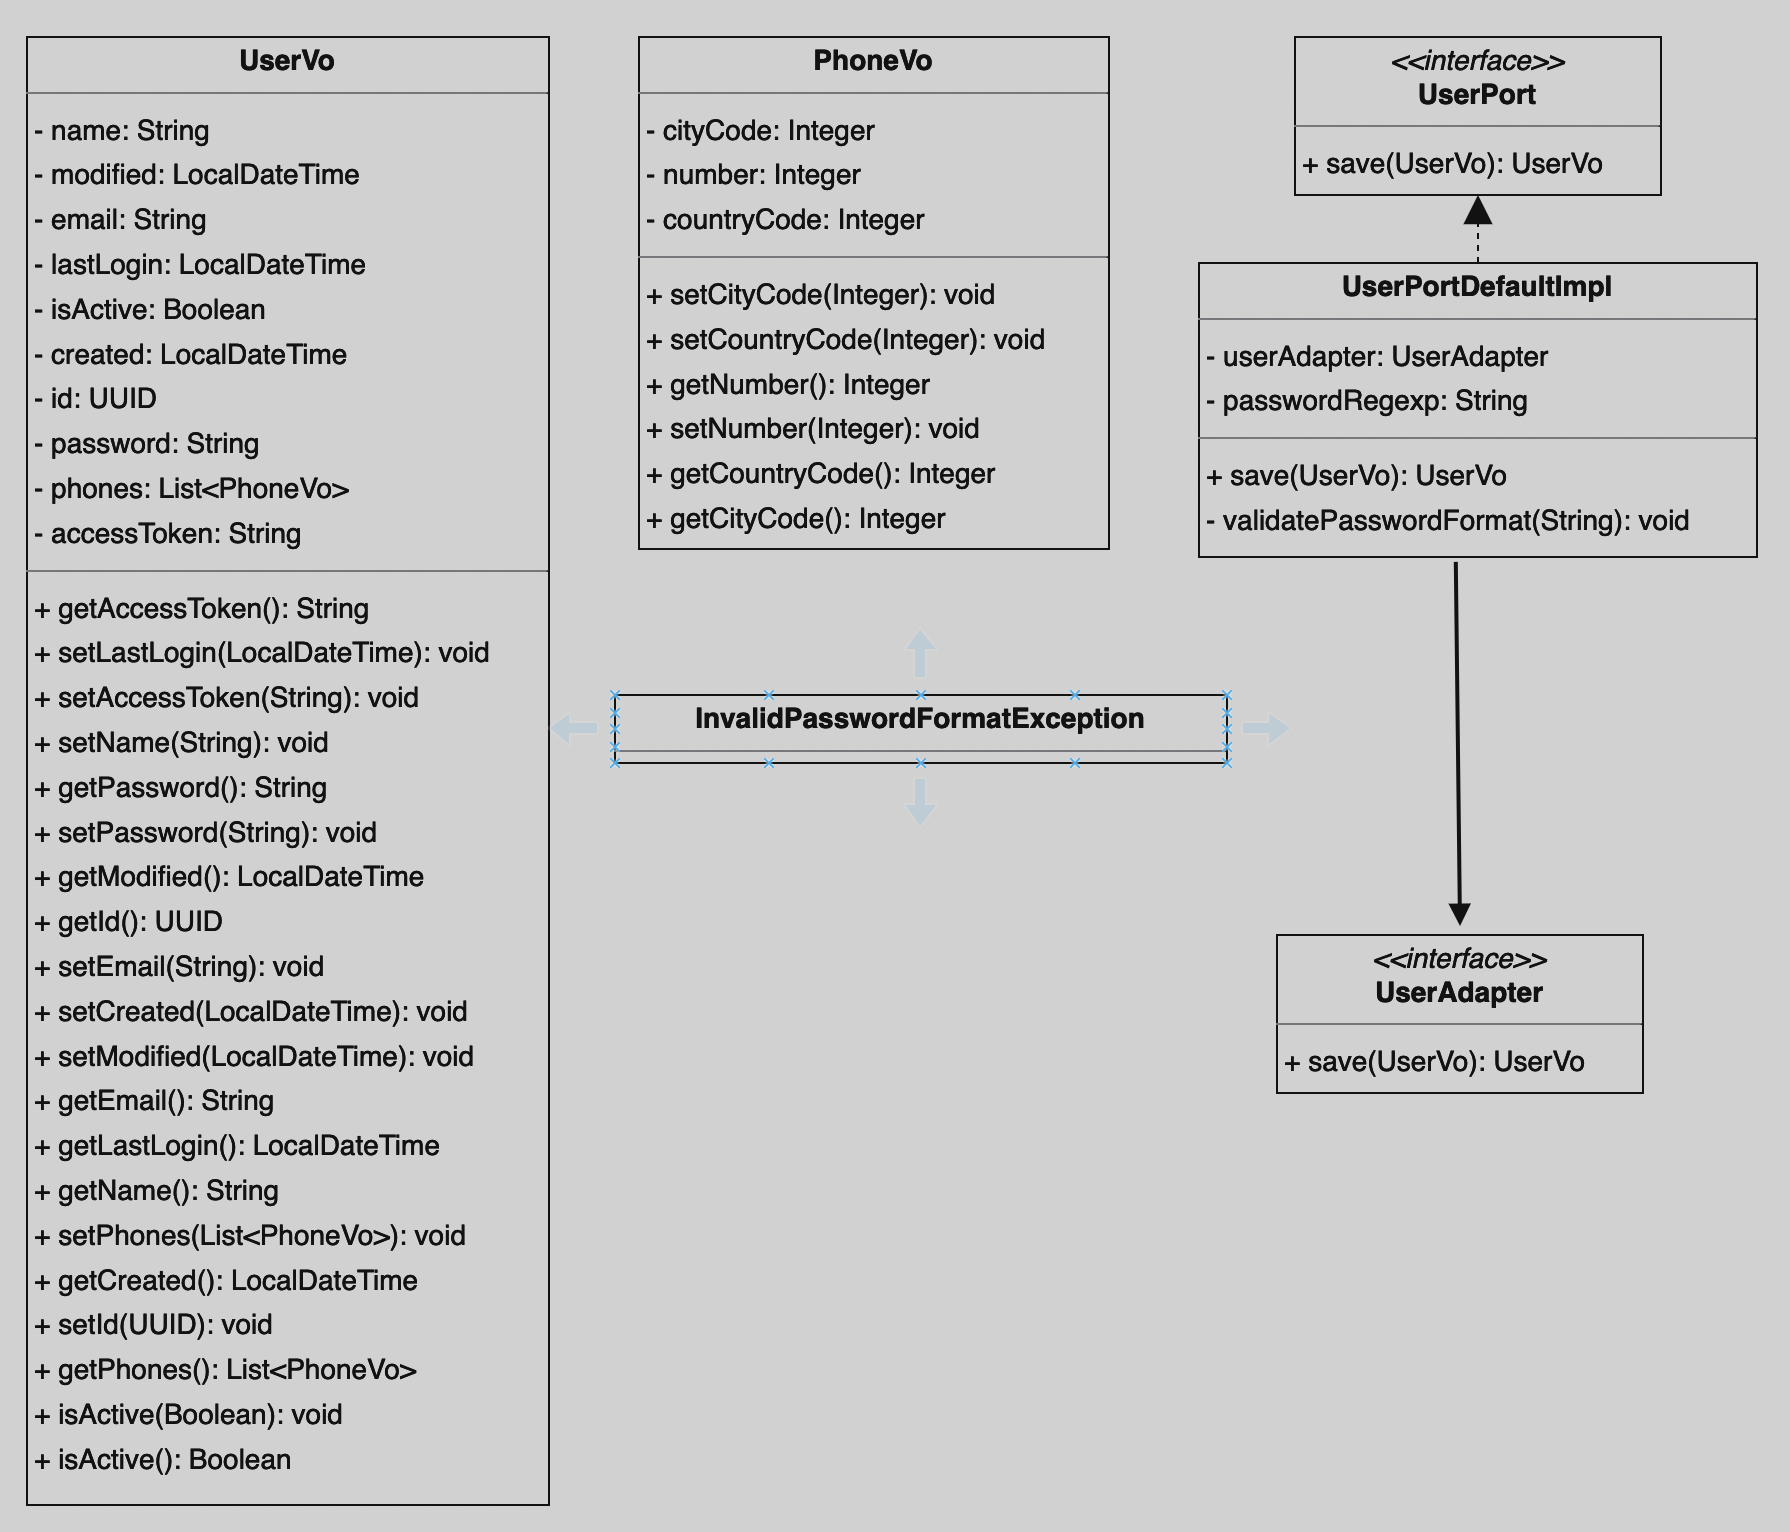 UserVo
- name: String
- modified: LocalDateTime
- email: String
- lastLogin: LocalDateTime
- isActive: Boolean
- created: LocalDateTime
- id: UUID
- password: String
- phones: List<PhoneVo>
- accessToken: String
+ getAccessToken(): String
+ setLastLogin(LocalDateTime): void
+ setAccessToken(String): void
+ setName(String): void
+ getPassword(): String
+ setPassword(String): void
+ getModified(): LocalDateTime
+ getId(): UUID
+ setEmail(String): void
+ setCreated(LocalDateTime): void
+ setModified(LocalDateTime): void
+ getEmail(): String
+ getLastLogin(): LocalDateTime
+ getName(): String
+ setPhones(List<PhoneVo>): void
+ getCreated(): LocalDateTime
+ setId(UUID): void
+ getPhones(): List<PhoneVo>
+ isActive(Boolean): void
+ isActive(): Boolean
PhoneVo
- cityCode: Integer
- number: Integer
- countryCode: Integer
+ setCityCode(Integer): void
+ setCountryCode(Integer): void
+ getNumber(): Integer
+ setNumber(Integer): void
+ getCountryCode(): Integer
+ getCityCode(): Integer
InvalidPasswordFormatException
<<interface>>
UserPort
+ save(UserVo): UserVo
UserPortDefaultImpl
- userAdapter: UserAdapter
- passwordRegexp: String
+ save(UserVo): UserVo
- validatePasswordFormat(String): void
<<interface>>
UserAdapter
+ save(UserVo): UserVo